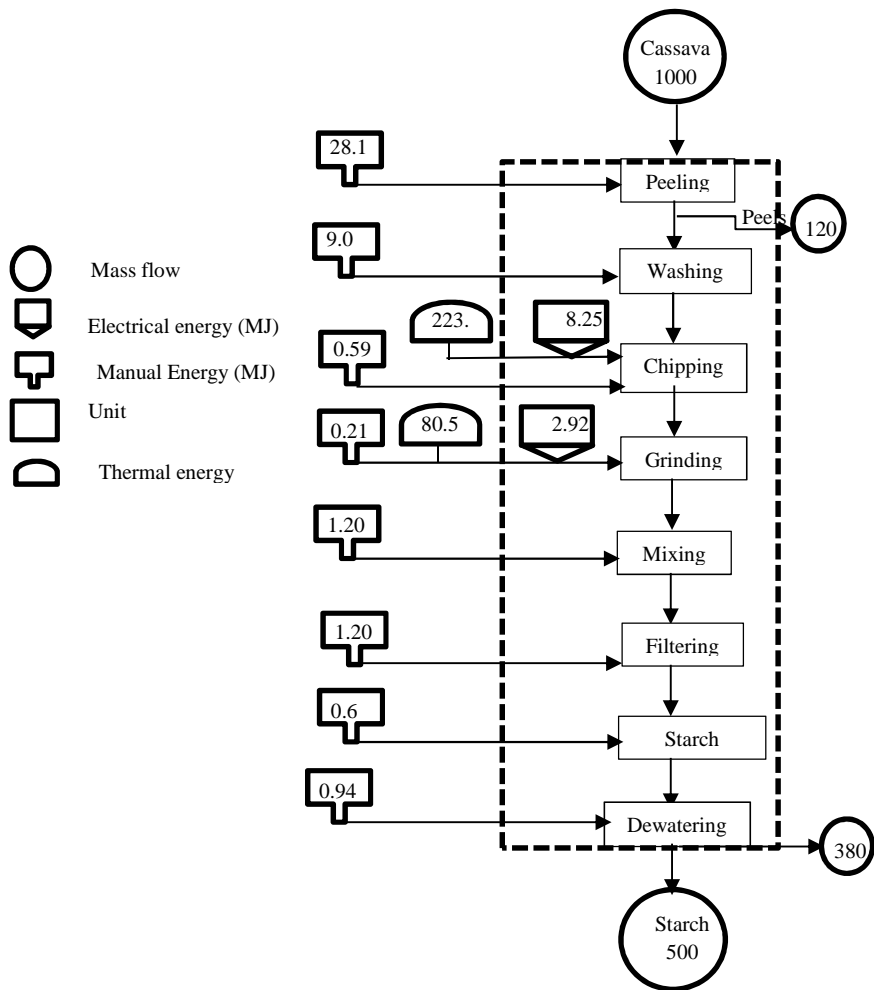 Cassava
1000
28.1
Peeling
Peels
120
9.0
Washing
Mass flow
Electrical energy (MJ)
Manual Energy (MJ)
Unit
Thermal energy
223.
8.25
0.59
Chipping
0.21
80.5
2.92
Grinding
1.20
Mixing
1.20
Filtering
0.6
Starch
0.94
Dewatering
380
Starch
500